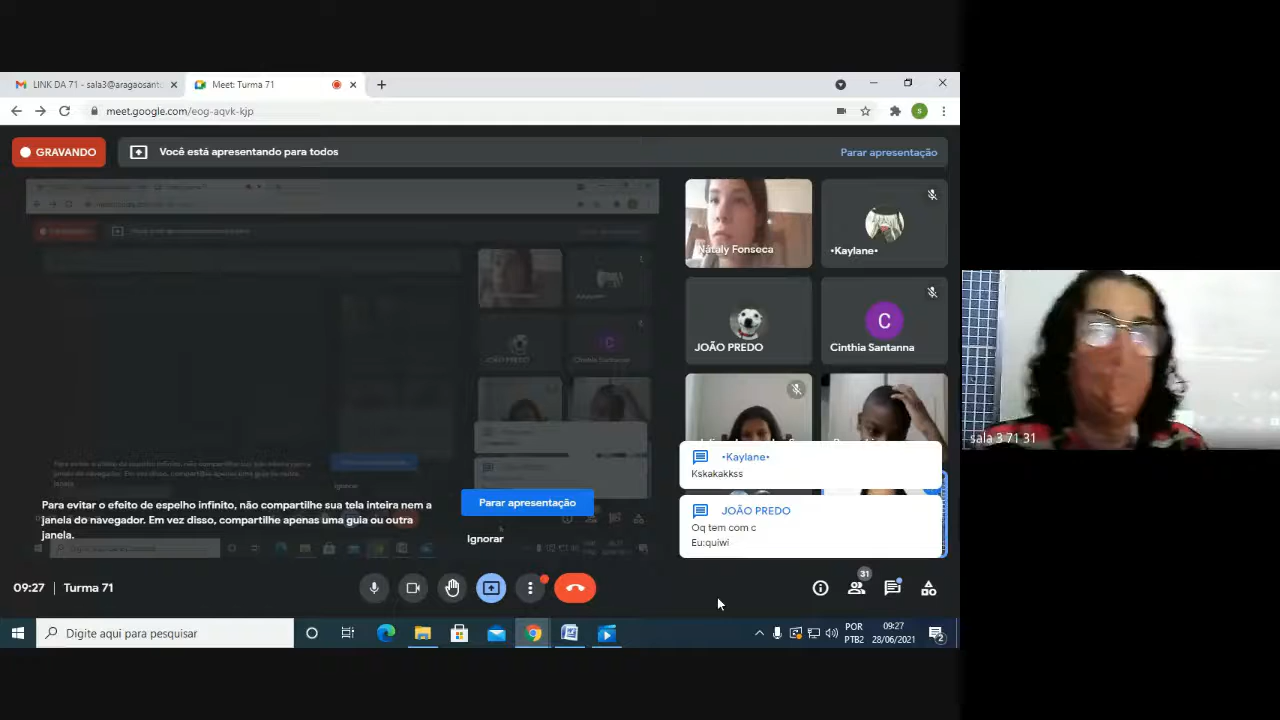 LINK DA 71 - sala3@aragaosant
Meet: Turma 71
meet.google.com/eog-aqvk-kjp
S
GRAVANDO
Você está apresentando para todos
Parar apresentação
Nataly Fonseca
•Kaylane•
JOÃO PREDO
C
Cinthia Santanna
•Kaylane•
Kskakakkss
JOÃO PREDO
Oq tem com c
Eu:quiwi
Para evitar o efeito de espelho infinito, não compartilhe sua tela inteira nem a
janela do navegador. Em vez disso, compartilhe apenas uma guia ou outra
janela.
Parar apresentação
Ignorar
09:27 | Turma 71
31
Digite aqui para pesquisar
POR
PTB2
09:27
28/06/2021
2
sala 3 71 31